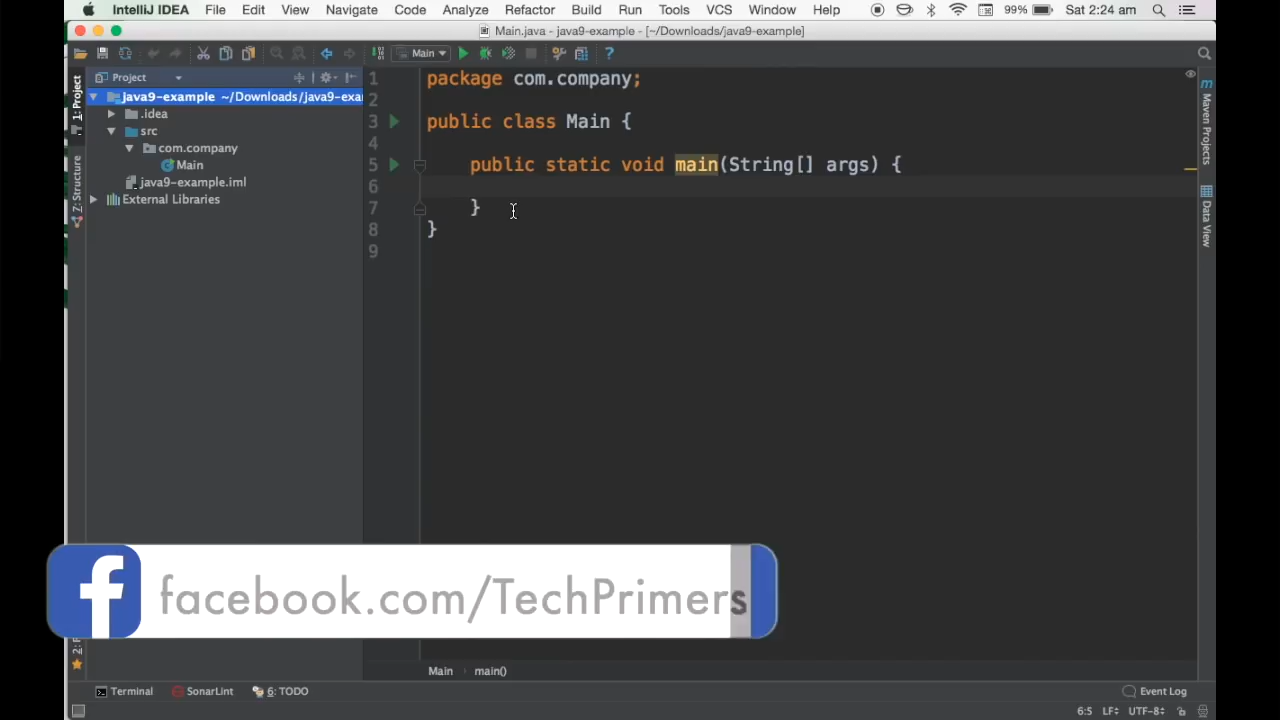 IntelliJ IDEA File Edit View Navigate Code Analyze Refactor Build Run Tools VCS Window Help 99% Sat 2:24 am
Main.java - java9-example - [~/Downloads/java9-example]
Main
Project
1: Project
java9-example ~/Downloads/java9-exa
.idea
src
com.company
Main
java9-example.iml
External Libraries
Z: Structure
1 package com.company;
2
3 public class Main {
4
5 public static void main(String[] args) {
6
7 }
8 }
9
Maven Projects
Data View
facebook.com/TechPrimers
Main main()
Terminal SonarLint 6: TODO Event Log
6:5 LF UTF-8